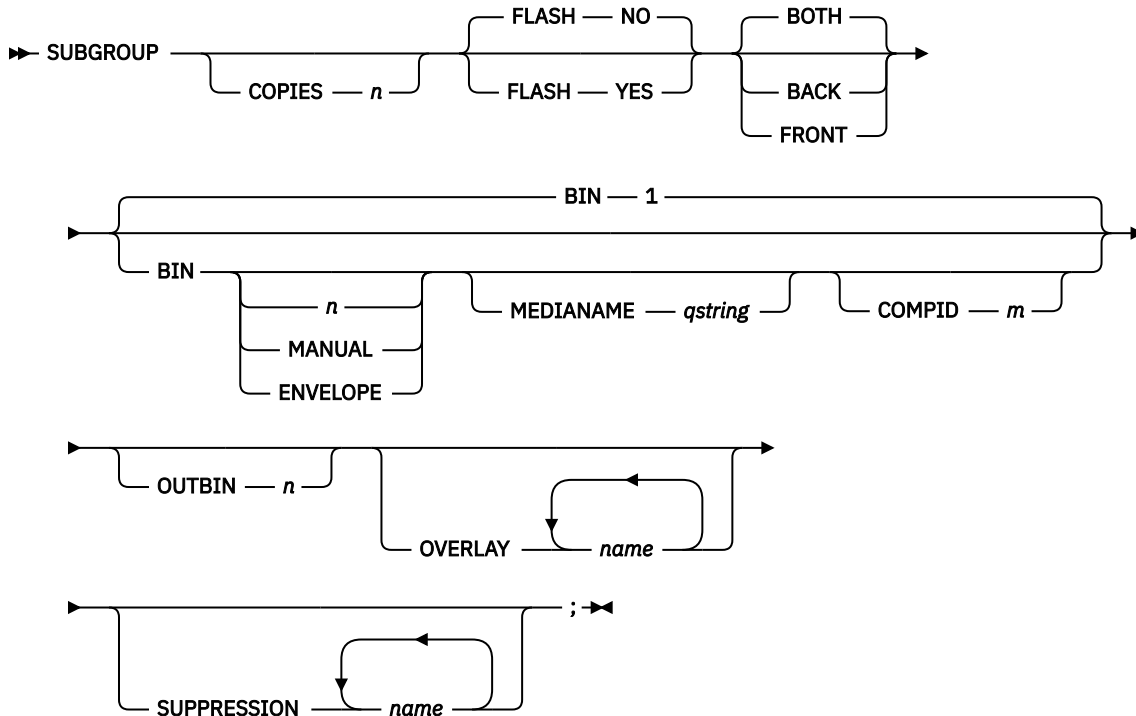 FLASH NO BOTH
SUBGROUP
COPIES n FLASH YES BACK
FRONT
BIN 1
BIN
n MEDIANAME qstring COMPID m
MANUAL
ENVELOPE
OUTBIN n
OVERLAY name
;
SUPPRESSION name